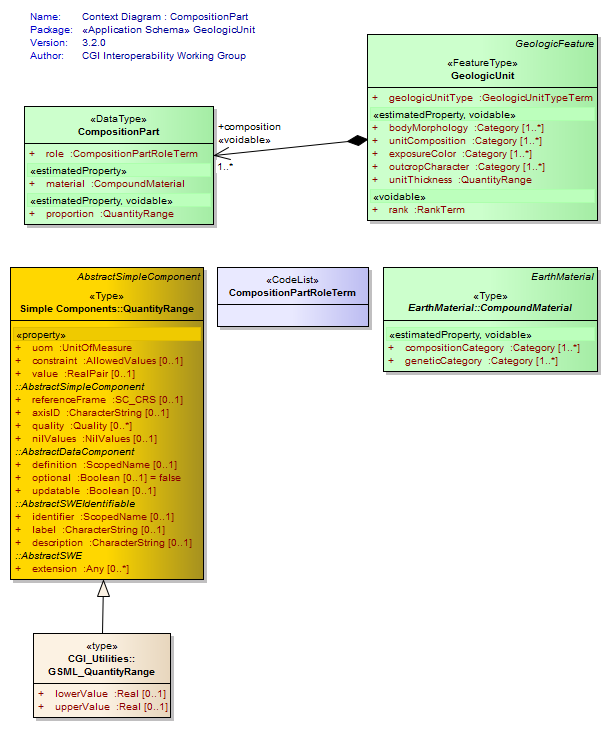 Name: Context Diagram : CompositionPart
Package: «Application Schema» GeologicUnit
Version: 3.2.0
Author: CGI Interoperability Working Group
GeologicFeature
«FeatureType»
GeologicUnit
+ geologicUnitType :GeologicUnitTypeTerm
«estimatedProperty, voidable»
+ bodyMorphology :Category [1..*]
+ unitComposition :Category [1..*]
+ exposureColor :Category [1..*]
+ outcropCharacter :Category [1..*]
+ unitThickness :QuantityRange
«voidable»
+ rank :RankTerm
+composition
«voidable»
1..*
«DataType»
CompositionPart
+ role :CompositionPartRoleTerm
«estimatedProperty»
+ material :CompoundMaterial
«estimatedProperty, voidable»
+ proportion :QuantityRange
AbstractSimpleComponent
«Type»
Simple Components::QuantityRange
«property»
+ uom :UnitOfMeasure
+ constraint :AllowedValues [0..1]
+ value :RealPair [0..1]
::AbstractSimpleComponent
+ referenceFrame :SC_CRS [0..1]
+ axisID :CharacterString [0..1]
+ quality :Quality [0..*]
+ nilValues :NilValues [0..1]
::AbstractDataComponent
+ definition :ScopedName [0..1]
+ optional :Boolean [0..1] = false
+ updatable :Boolean [0..1]
::AbstractSWEIdentifiable
+ identifier :ScopedName [0..1]
+ label :CharacterString [0..1]
+ description :CharacterString [0..1]
::AbstractSWE
+ extension :Any [0..*]
«CodeList»
CompositionPartRoleTerm
EarthMaterial
«Type»
EarthMaterial::CompoundMaterial
«estimatedProperty, voidable»
+ compositionCategory :Category [1..*]
+ geneticCategory :Category [1..*]
«type»
CGI_Utilities::
GSML_QuantityRange
+ lowerValue :Real [0..1]
+ upperValue :Real [0..1]